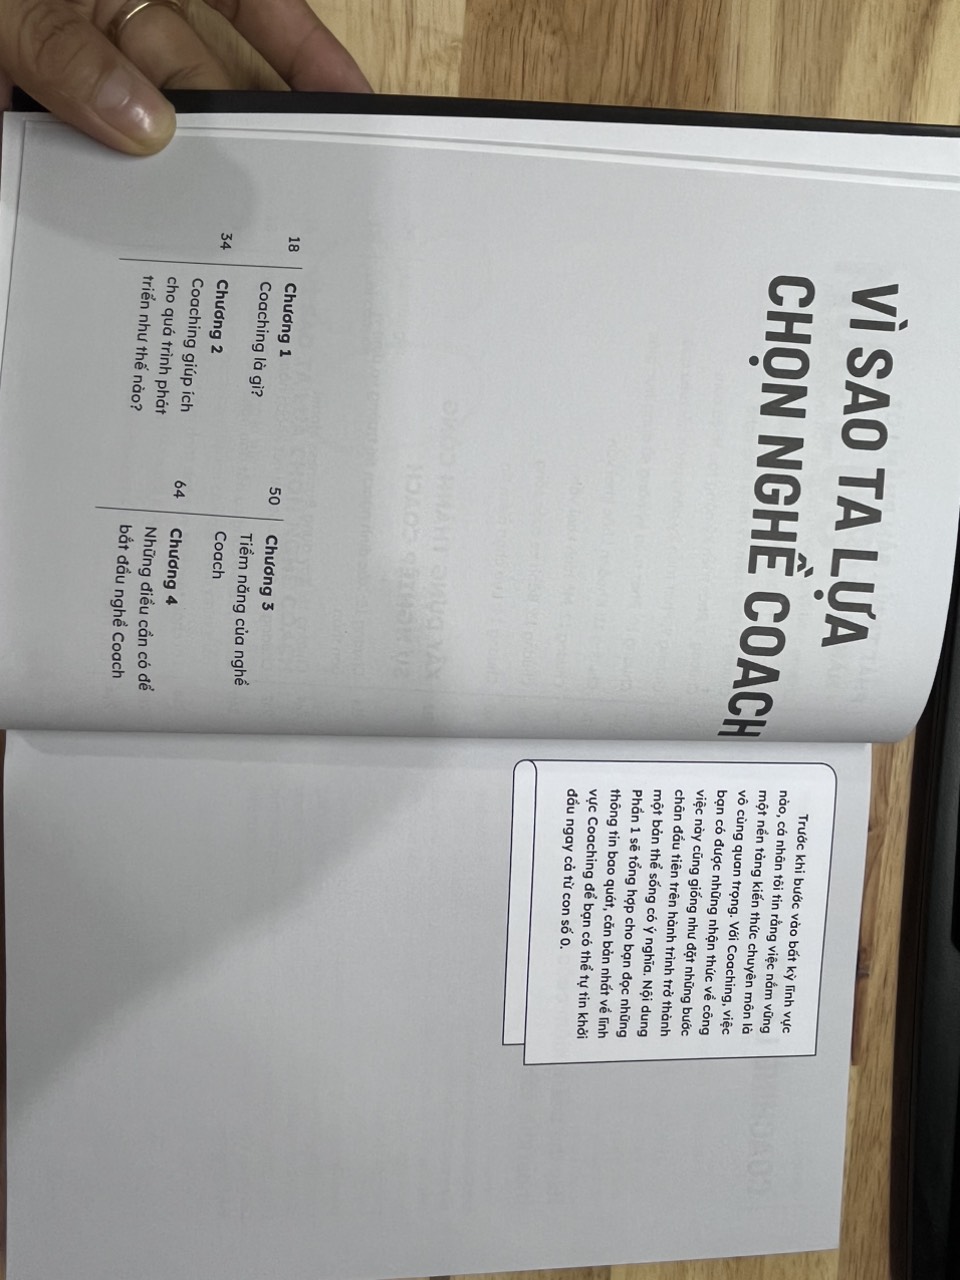 VÌ SAO TA LỰA
CHỌN NGHỀ COACH
18
Chương 1
Coaching là gì?
34
Chương 2
Coaching giúp ích
cho quá trình phát
triển như thế nào?
50
Chương 3
Tiềm năng của nghề
Coach
64
Chương 4
Những điều cần có để
bắt đầu nghề Coach
Trước khi bước vào bất kỳ lĩnh vực
nào, cá nhân tôi tin rằng việc nắm vững
một nền tảng kiến thức chuyên môn là
vô cùng quan trọng. Với Coaching, việc
bạn có được những nhận thức về công
việc này cũng giống như đặt những bước
chân đầu tiên trên hành trình trở thành
một bản thể sống có ý nghĩa. Nội dung
Phần 1 sẽ tổng hợp cho bạn đọc những
thông tin bao quát, căn bản nhất về lĩnh
vực Coaching để bạn có thể tự tin khởi
đầu ngay cả từ con số 0.